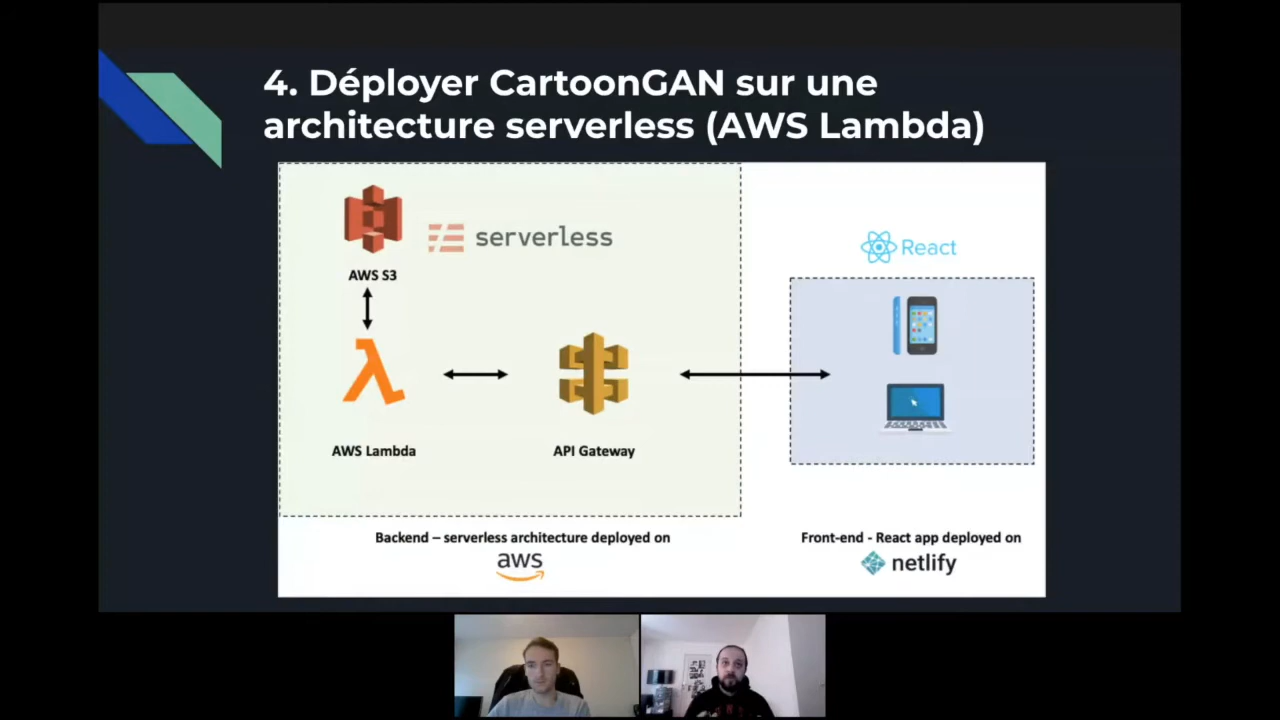 4. Déployer CartoonGAN sur une
architecture serverless (AWS Lambda)
serverless
AWS S3
React
AWS Lambda
API Gateway
Backend – serverless architecture deployed on
aws
Front-end - React app deployed on
netlify